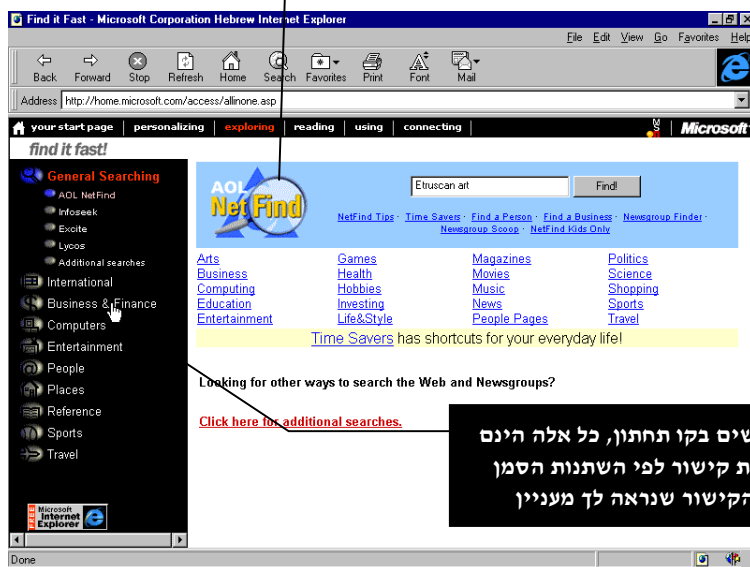 Find it Fast - Microsoft Corporation Hebrew Internet Explorer
File Edit View Go Favorites Help
Back Forward Stop Refresh Home Search Favorites Print Font Mail
Address http://home.microsoft.com/access/allinone.asp
your start page personalizing exploring reading using connecting Microsoft
find it fast!
General Searching
AOL NetFind
Infoseek
Excite
Lycos
Additional searches
International
Business & Finance
Computers
Entertainment
People
Places
Reference
Sports
Travel
FREE Microsoft Internet Explorer
AOL NetFind
Etruscan art Find!
NetFind Tips · Time Savers · Find a Person · Find a Business · Newsgroup Finder ·
Newsgroup Scoop · NetFind Kids Only
Arts Games Magazines Politics
Business Health Movies Science
Computing Hobbies Music Shopping
Education Investing News Sports
Entertainment Life&Style People Pages Travel
Time Savers has shortcuts for your everyday life!
Looking for other ways to search the Web and Newsgroups?
Click here for additional searches.
בקו תחתון, כל אלה הינם
קישור לפי השתנות הסמן
הקישור שנראה לך מעניין
Done